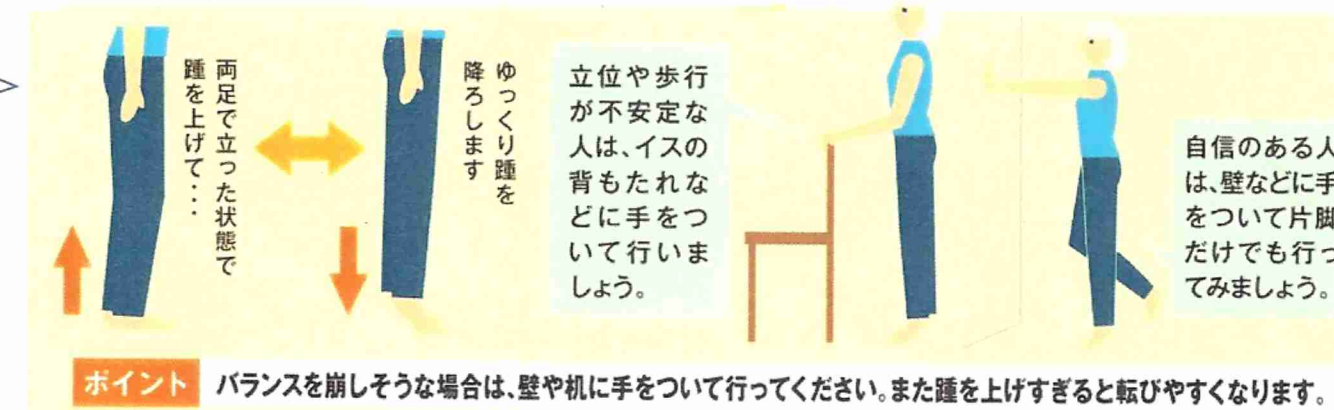 両足で立った状態で
踵を上げて・・・
ゆっくり踵を
降ろします
立位や歩行
が不安定な
人は、イスの
背もたれな
どに手をつ
いて行いま
しょう。
自信のある人
は、壁などに手
をついて片脚
だけでも行っ
てみましょう。
ポイント バランスを崩しそうな場合は、壁や机に手をついて行ってください。また踵を上げすぎると転びやすくなります。